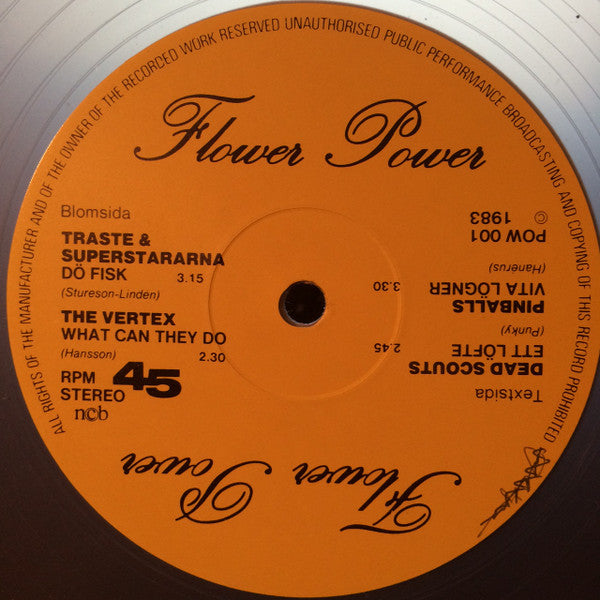 ALL RIGHTS OF THE MANUFACTURER AND OF THE OWNER OF THE RECORDED WORK RESERVED UNAUTHORISED PUBLIC PERFORMANCE BROADCASTING AND COPYING OF THIS RECORD PROHIBITED
Flower Power
Blomsida
TRASTE &
SUPERSTARARNA
DÖ FISK 3.15
(Stureson-Linden)
THE VERTEX
WHAT CAN THEY DO
(Hansson) 2.30
RPM 45
STEREO
ncb
Flower Power
Textsida
DEAD SCOUTS
ETT LÖFTE 2.45
(Punky)
PINBALLS
VITA LÖGNER 3.30
(Hanérus)
POW 001
© 1983